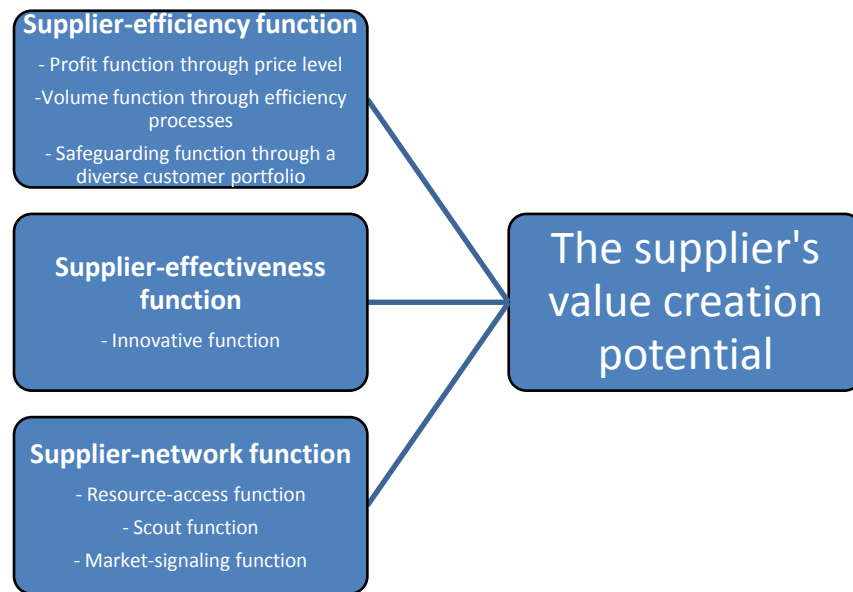 Supplier-efficiency function
- Profit function through price level
-Volume function through efficiency
processes
- Safeguarding function through a
diverse customer portfolio
Supplier-effectiveness
function
- Innovative function
Supplier-network function
- Resource-access function
- Scout function
- Market-signaling function
The supplier's
value creation
potential